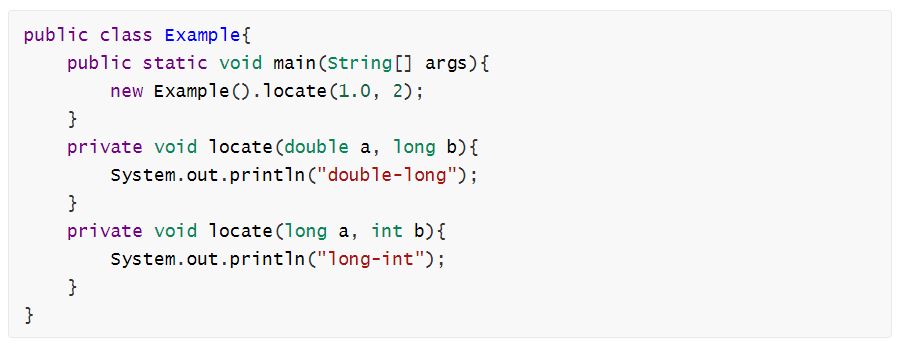 public class Example{
    public static void main(String[] args){
        new Example().locate(1.0, 2);
    }
    private void locate(double a, long b){
        System.out.println("double-long");
    }
    private void locate(long a, int b){
        System.out.println("long-int");
    }
}